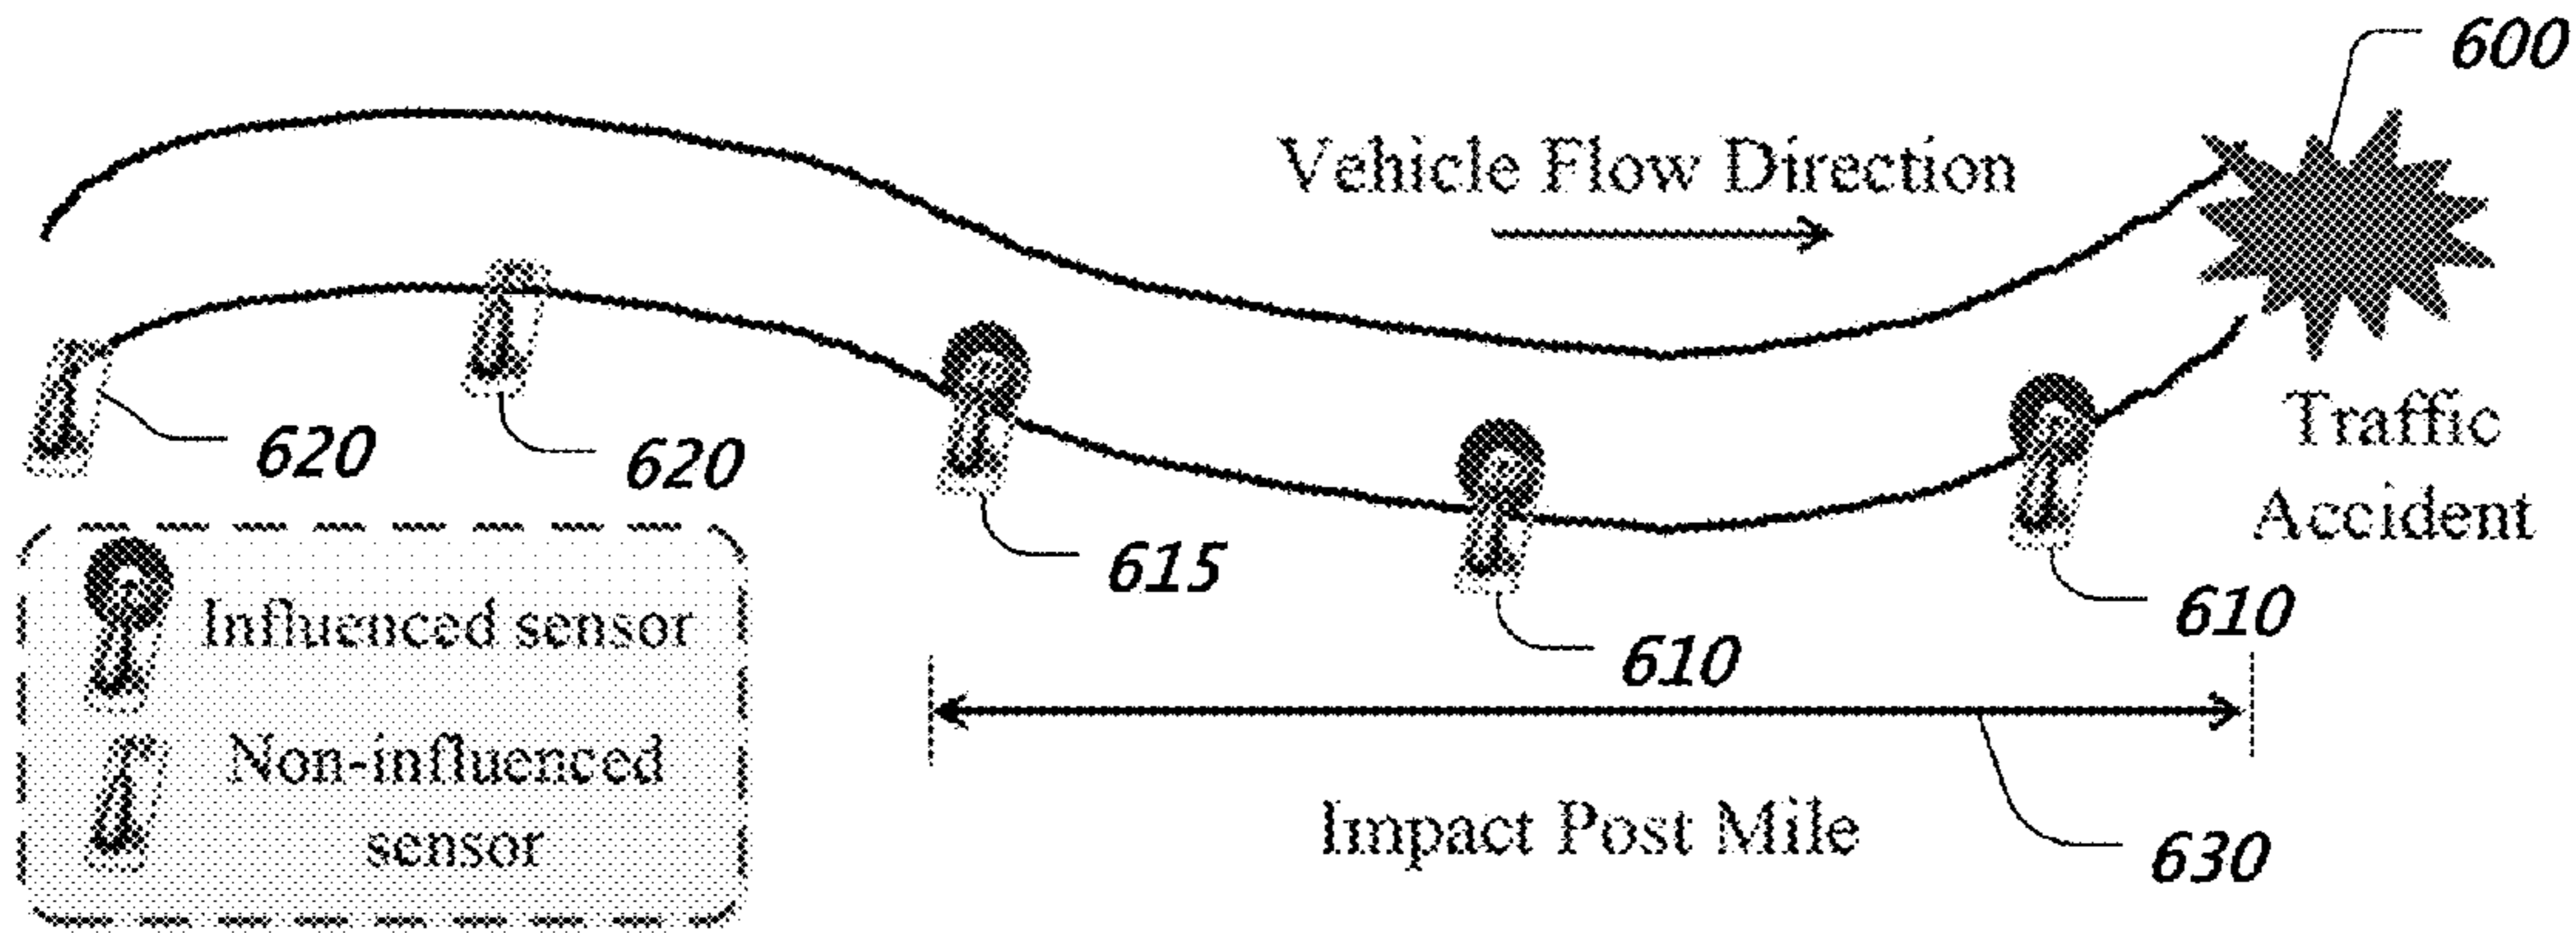 600
Vehicle Flow Direction
620
620
615
610
610
Traffic
Accident
Influenced sensor
Non-influenced
sensor
Impact Post Mile
630